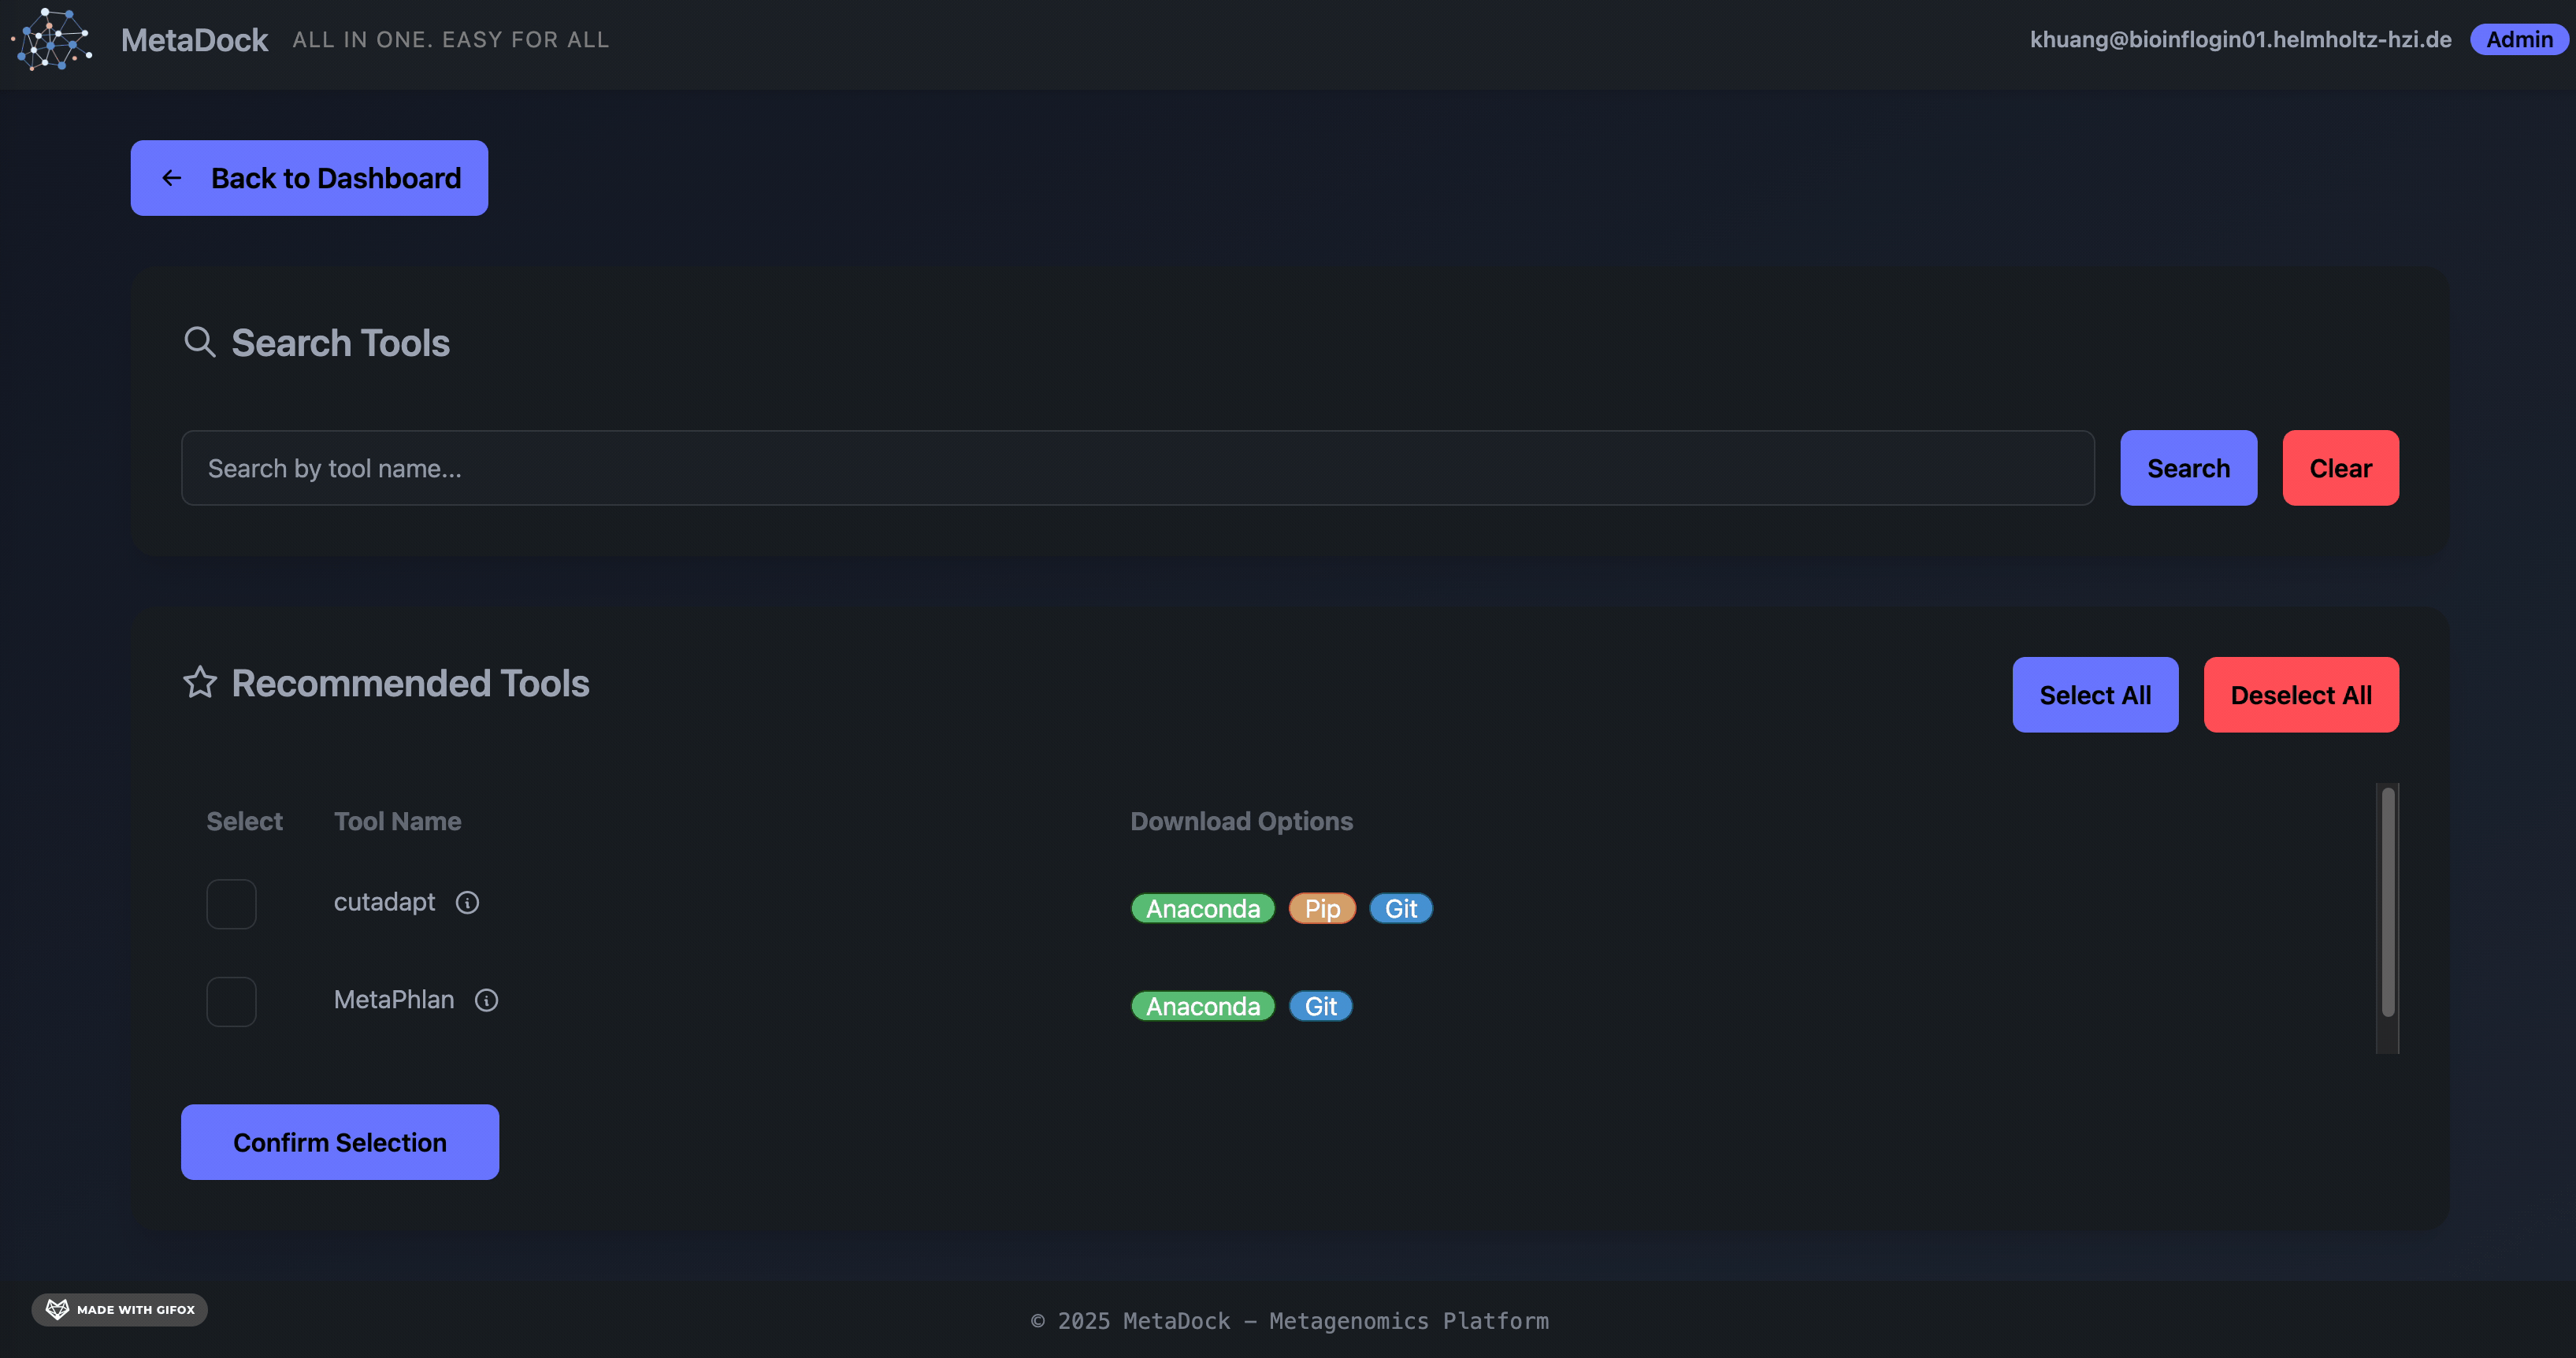 MetaDock ALL IN ONE. EASY FOR ALL khuang@bioinflogin01.helmholtz-hzi.de Admin
Back to Dashboard
Search Tools
Search by tool name... Search Clear
Recommended Tools Select All Deselect All
Select Tool Name Download Options
cutadapt Anaconda Pip Git
MetaPhlan Anaconda Git
Confirm Selection
MADE WITH GIFOX
© 2025 MetaDock – Metagenomics Platform